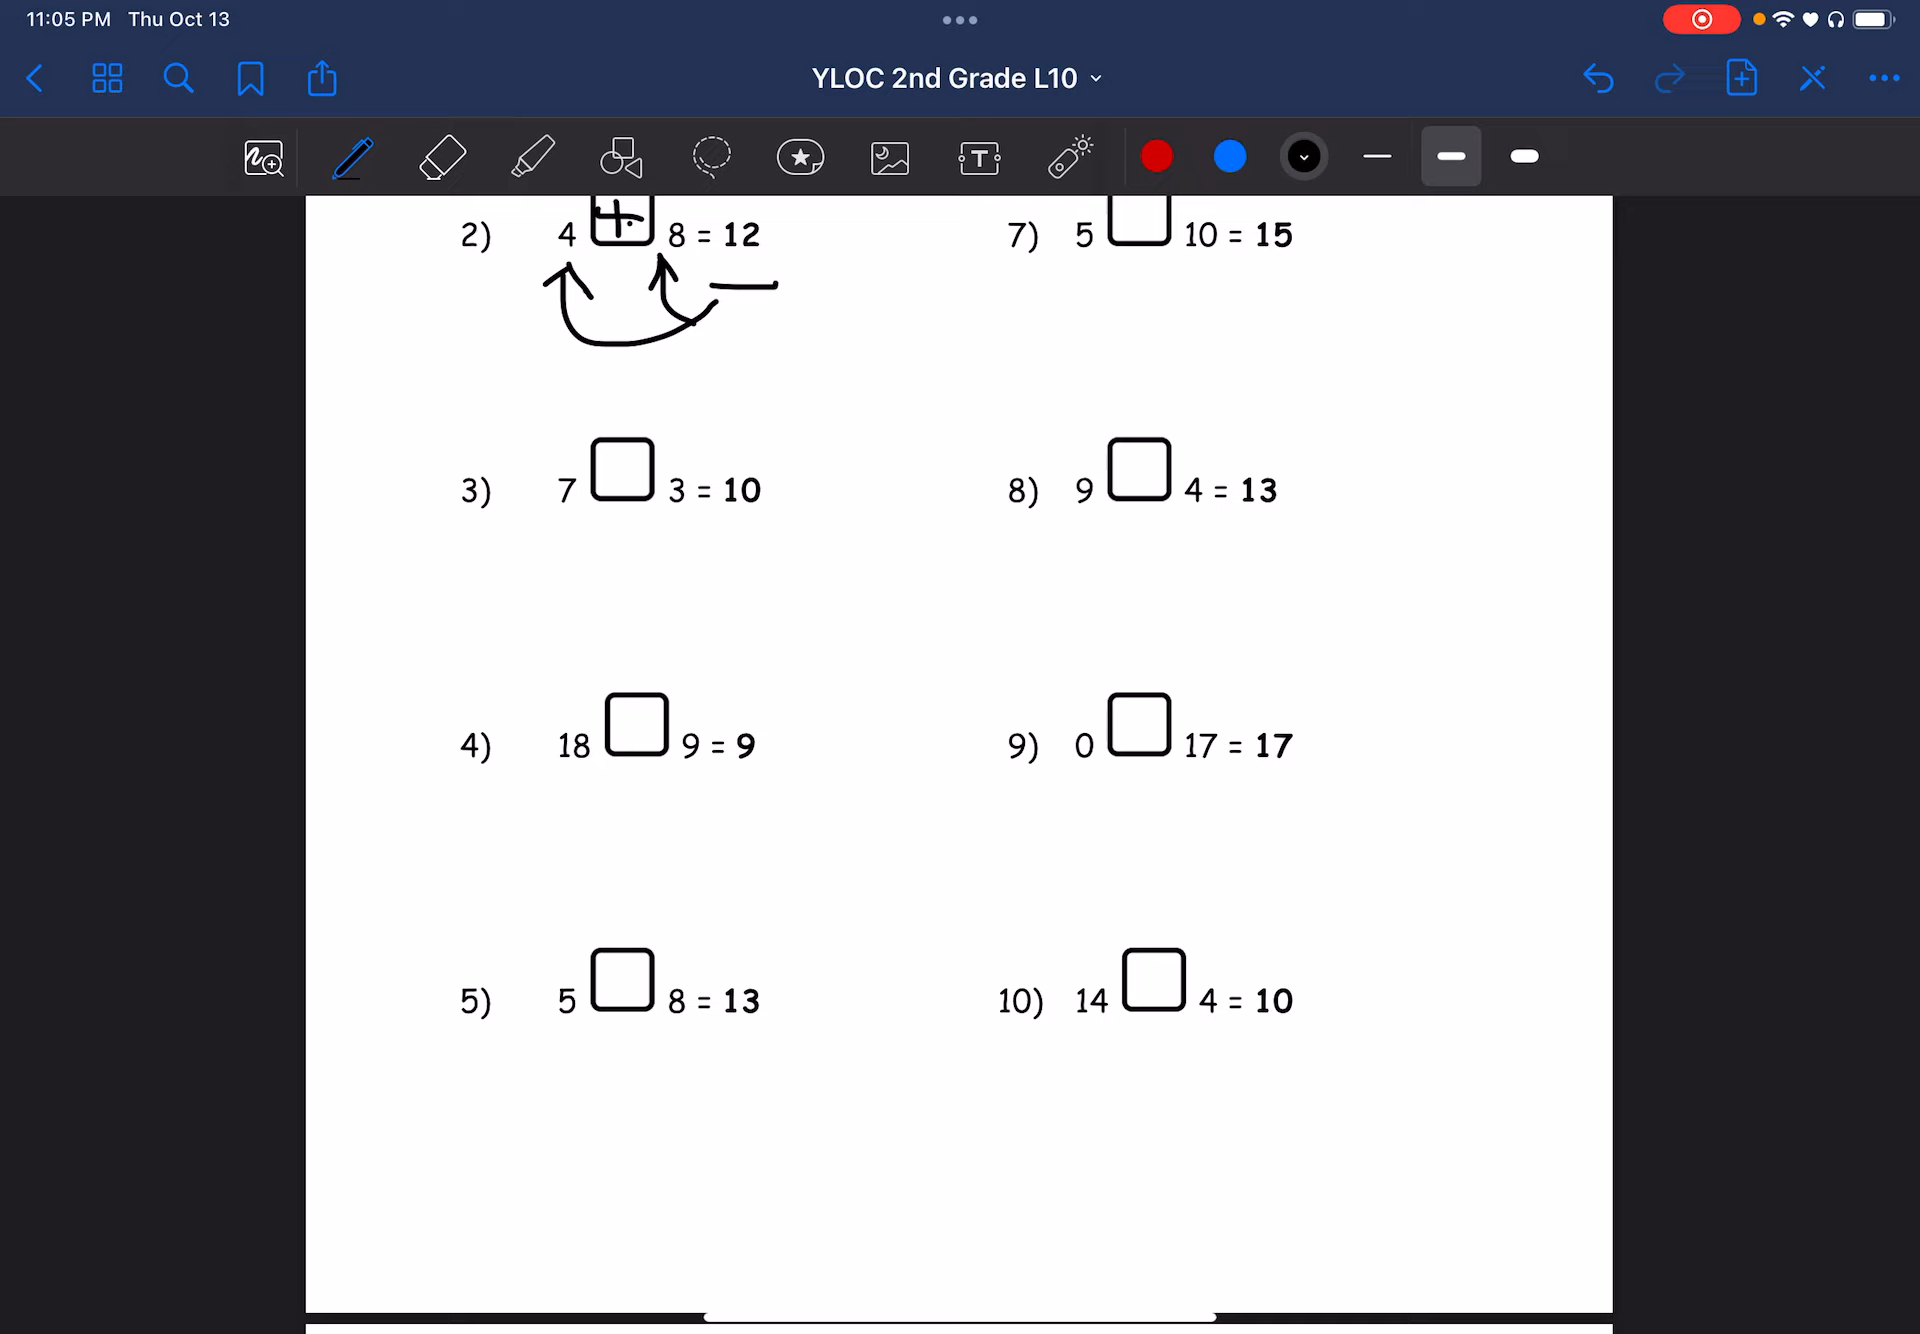 11:05 PM Thu Oct 13
YLOC 2nd Grade L10
T
2) 4 + 8 = 12
7) 5 10 = 15
3) 7 3 = 10
8) 9 4 = 13
4) 18 9 = 9
9) 0 17 = 17
5) 5 8 = 13
10) 14 4 = 10